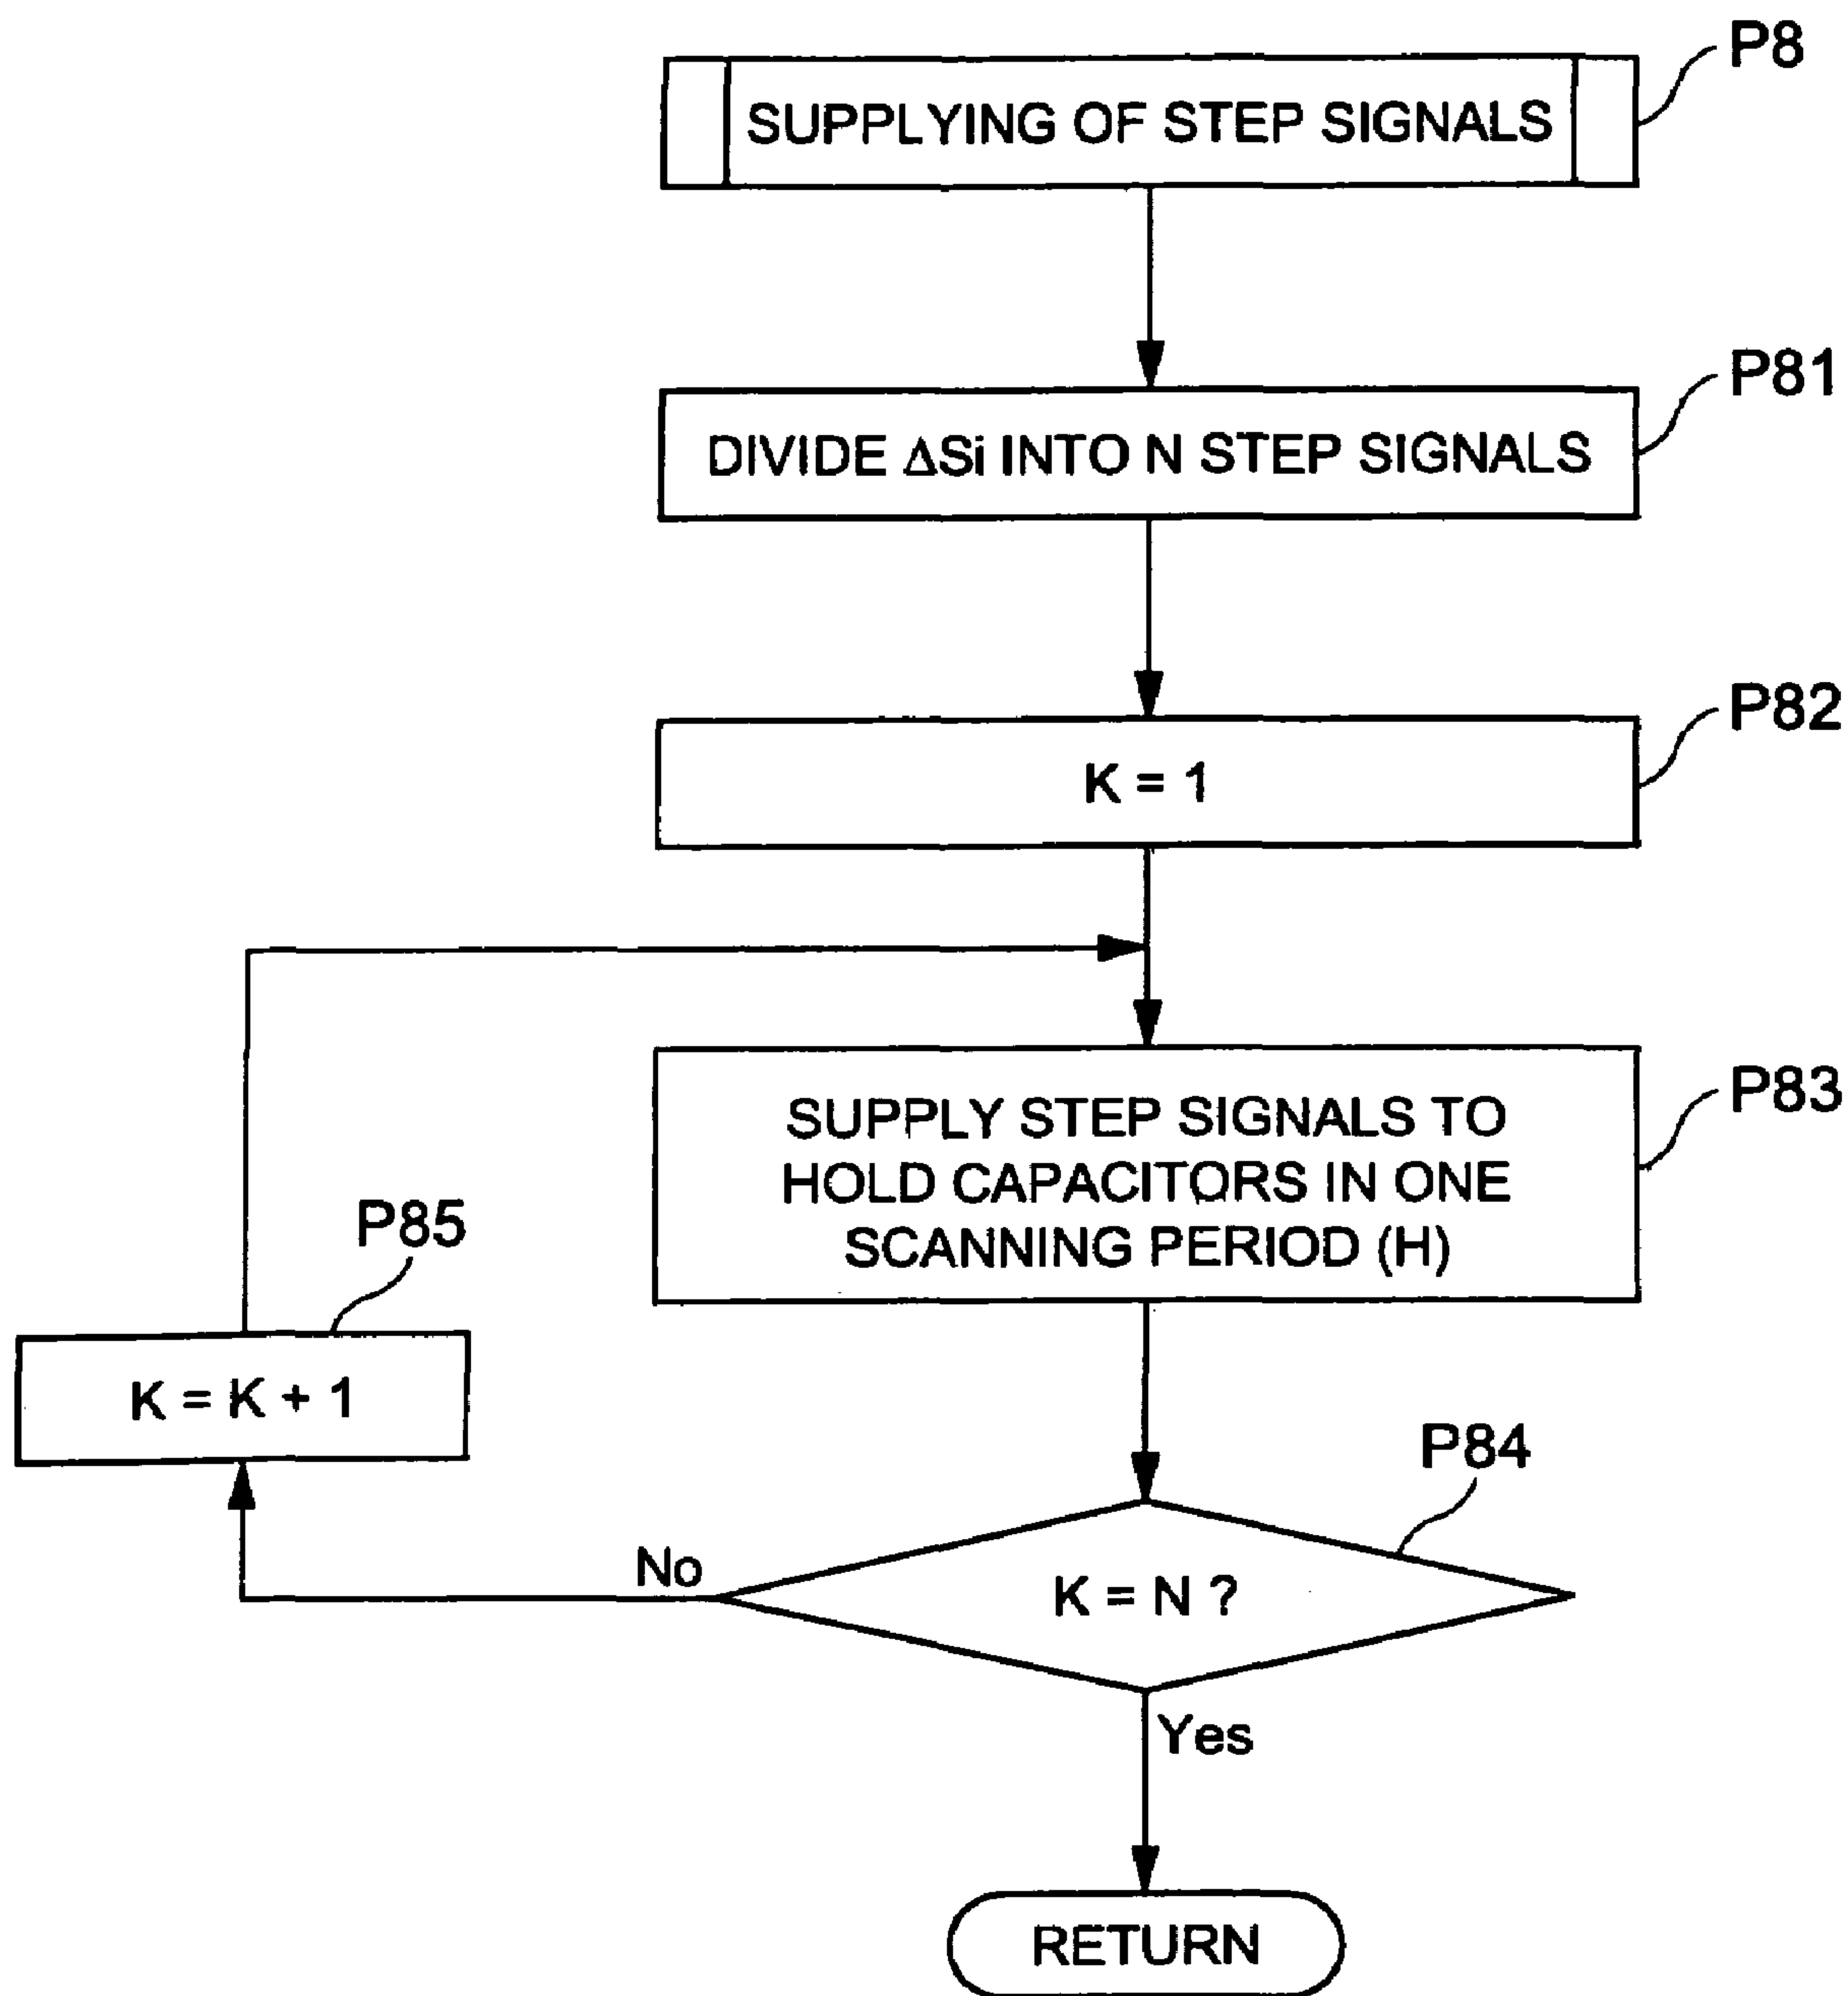 P8
SUPPLYING OF STEP SIGNALS
P81
DIVIDE ΔSi INTO N STEP SIGNALS
P82
K = 1
P83
SUPPLY STEP SIGNALS TO
HOLD CAPACITORS IN ONE
SCANNING PERIOD (H)
P85
K = K + 1
P84
No
K = N ?
Yes
RETURN